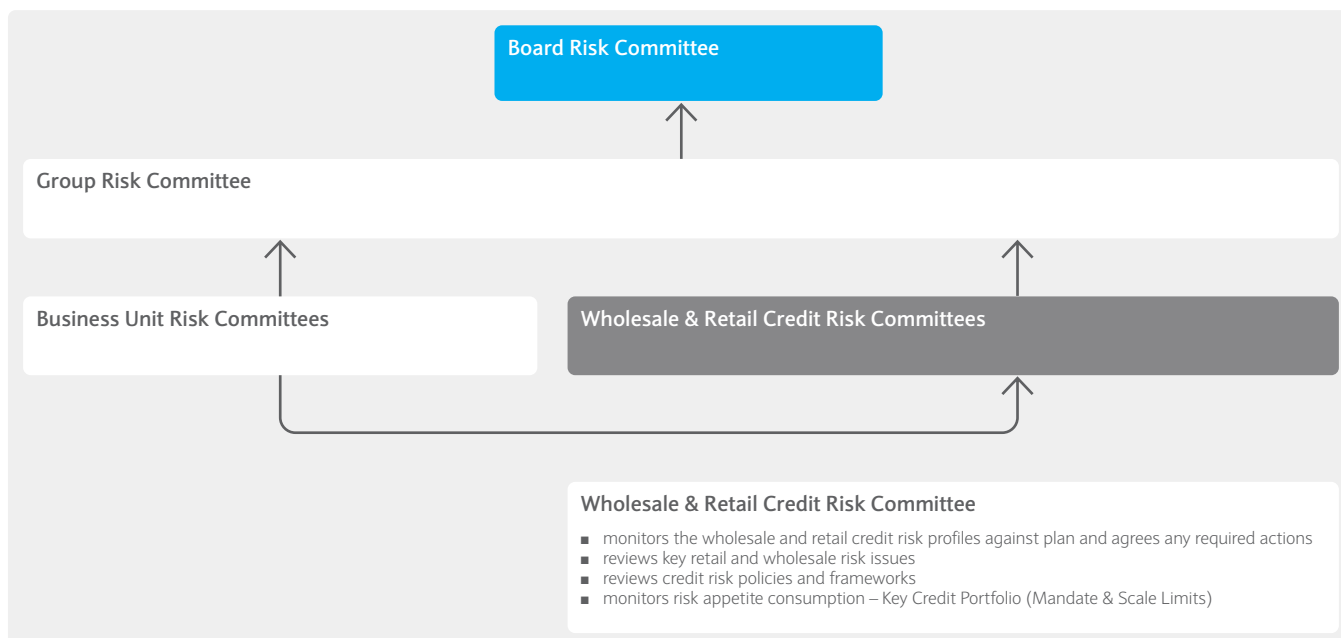 Board Risk Committee
Group Risk Committee
Business Unit Risk Committees
Wholesale & Retail Credit Risk Committees
Wholesale & Retail Credit Risk Committee
■ monitors the wholesale and retail credit risk profiles against plan and agrees any required actions
■ reviews key retail and wholesale risk issues
■ reviews credit risk policies and frameworks
■ monitors risk appetite consumption – Key Credit Portfolio (Mandate & Scale Limits)